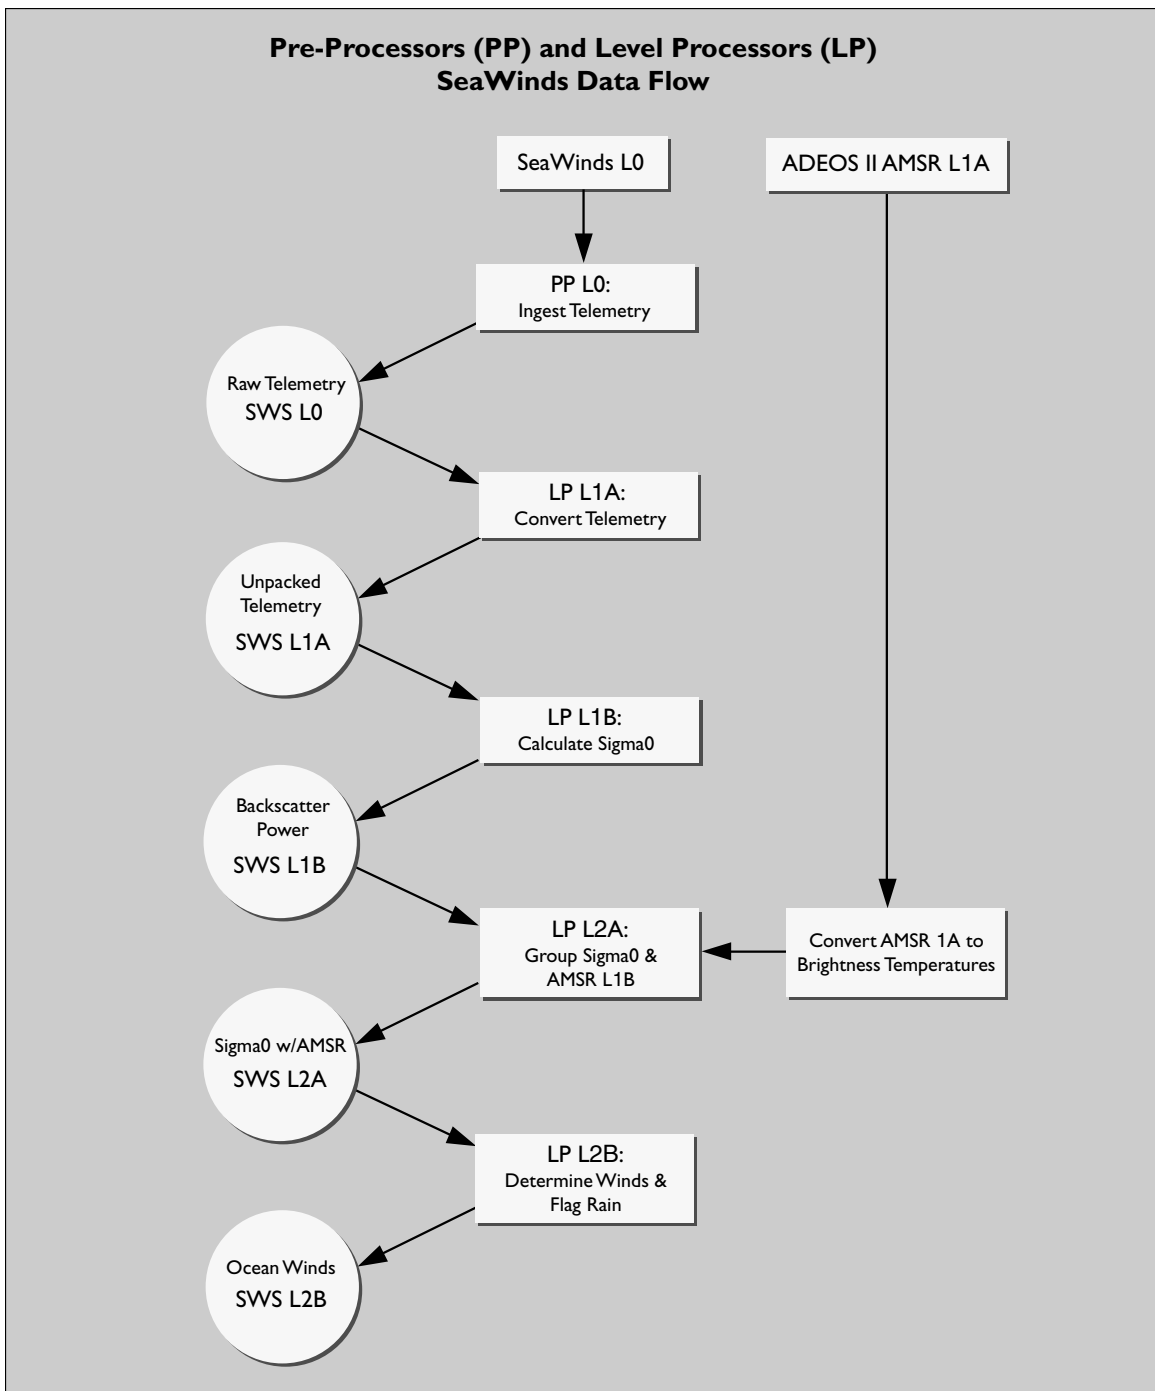 Pre-Processors (PP) and Level Processors (LP)
SeaWinds Data Flow
SeaWinds L0
ADEOS II AMSR L1A
PP L0:
Ingest Telemetry
Raw Telemetry
SWS L0
LP L1A:
Convert Telemetry
Unpacked
Telemetry
SWS L1A
LP L1B:
Calculate Sigma0
Backscatter
Power
SWS L1B
LP L2A:
Group Sigma0 &
AMSR L1B
Convert AMSR 1A to
Brightness Temperatures
Sigma0 w/AMSR
SWS L2A
LP L2B:
Determine Winds &
Flag Rain
Ocean Winds
SWS L2B